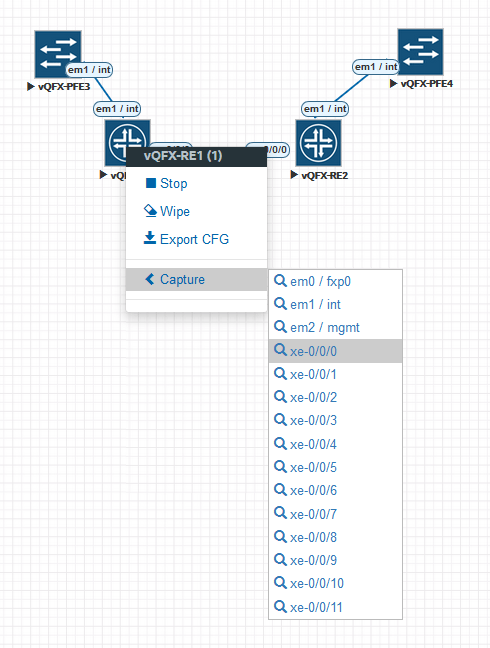 em1 / int
vQFX-PFE3
em1 / int
vQFX-PFE4
em1 / int
em1 / int
/0/0
vQFX-RE2
vQFX-RE1 (1)
Stop
Wipe
Export CFG
Capture
em0 / fxp0
em1 / int
em2 / mgmt
xe-0/0/0
xe-0/0/1
xe-0/0/2
xe-0/0/3
xe-0/0/4
xe-0/0/5
xe-0/0/6
xe-0/0/7
xe-0/0/8
xe-0/0/9
xe-0/0/10
xe-0/0/11